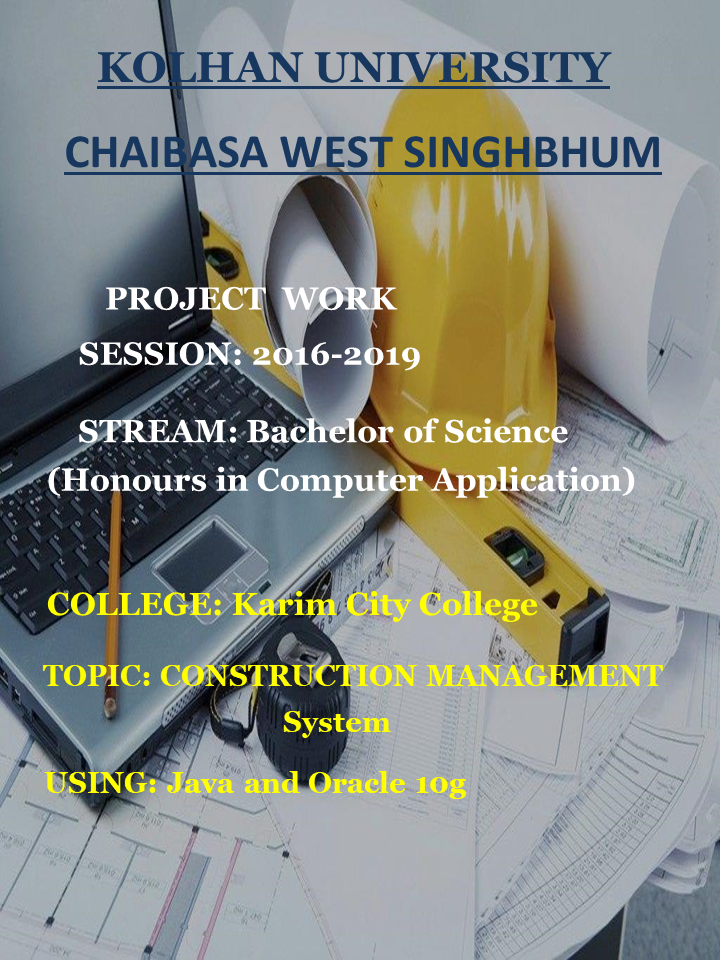 KOLHAN UNIVERSITY
CHAIBASA WEST SINGHBHUM
PROJECT WORK
SESSION: 2016-2019
STREAM: Bachelor of Science
(Honours in Computer Application)
COLLEGE: Karim City College
TOPIC: CONSTRUCTION MANAGEMENT
System
USING: Java and Oracle 10g